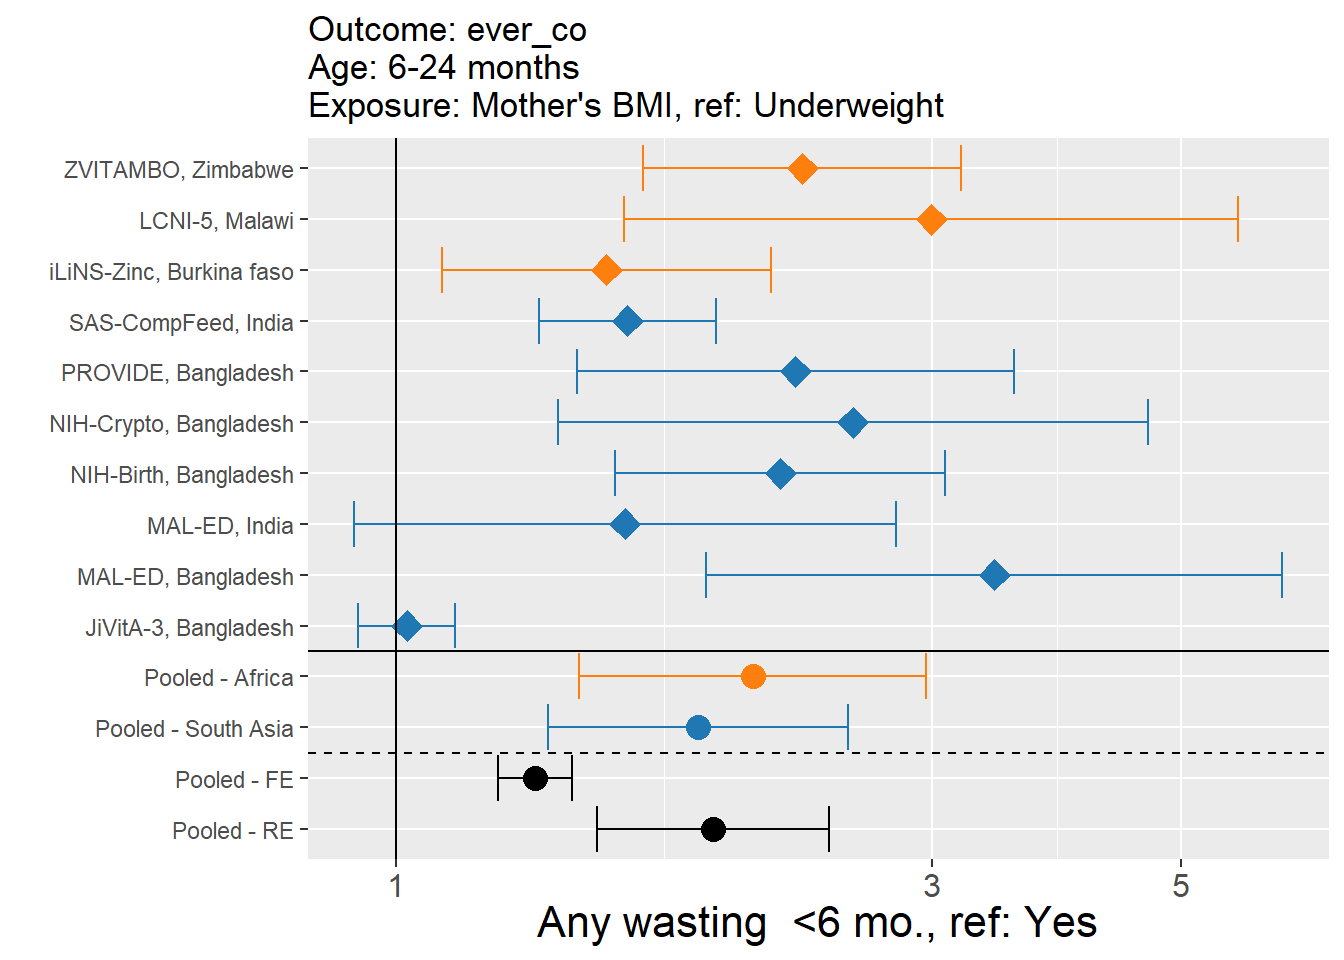 Outcome: ever_co
Age: 6-24 months
Exposure: Mother's BMI, ref: Underweight
ZVITAMBO, Zimbabwe
LCNI-5, Malawi
iLiNS-Zinc, Burkina faso
SAS-CompFeed, India
PROVIDE, Bangladesh
NIH-Crypto, Bangladesh
NIH-Birth, Bangladesh
MAL-ED, India
MAL-ED, Bangladesh
JiVitA-3, Bangladesh
Pooled - Africa
Pooled - South Asia
Pooled - FE
Pooled - RE
1 3 5
Any wasting  <6 mo., ref: Yes